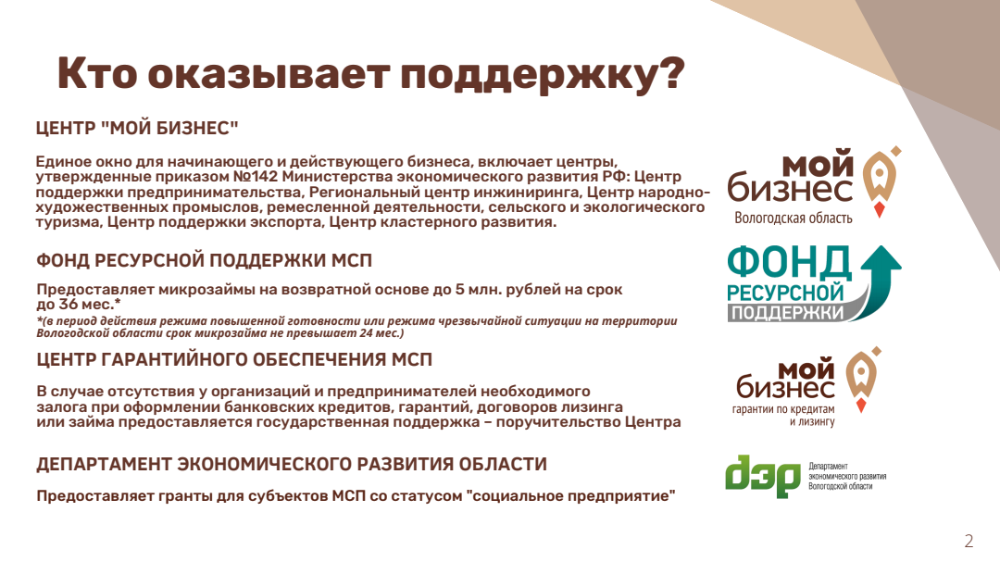 Кто оказывает поддержку?
ЦЕНТР "МОЙ БИЗНЕС"
Единое окно для начинающего и действующего бизнеса, включает центры,
утвержденные приказом №142 Министерства экономического развития РФ: Центр
поддержки предпринимательства, Региональный центр инжиниринга, Центр народно-
художественных промыслов, ремесленной деятельности, сельского и экологического
туризма, Центр поддержки экспорта, Центр кластерного развития.
мой
бизнес
Вологодская область
ФОНД РЕСУРСНОЙ ПОДДЕРЖКИ МСП
Предоставляет микрозаймы на возвратной основе до 5 млн. рублей на срок
до 36 мес.*
*(в период действия режима повышенной готовности или режима чрезвычайной ситуации на территории
Вологодской области срок микрозайма не превышает 24 мес.)
ФОНД
РЕСУРСНОЙ
ПОДДЕРЖКИ
ЦЕНТР ГАРАНТИЙНОГО ОБЕСПЕЧЕНИЯ МСП
В случае отсутствия у организаций и предпринимателей необходимого
залога при оформлении банковских кредитов, гарантий, договоров лизинга
или займа предоставляется государственная поддержка – поручительство Центра
мой
бизнес
гарантии по кредитам
и лизингу
ДЕПАРТАМЕНТ ЭКОНОМИЧЕСКОГО РАЗВИТИЯ ОБЛАСТИ
Предоставляет гранты для субъектов МСП со статусом "социальное предприятие"
дэр
Департамент
экономического развития
Вологодской области
2